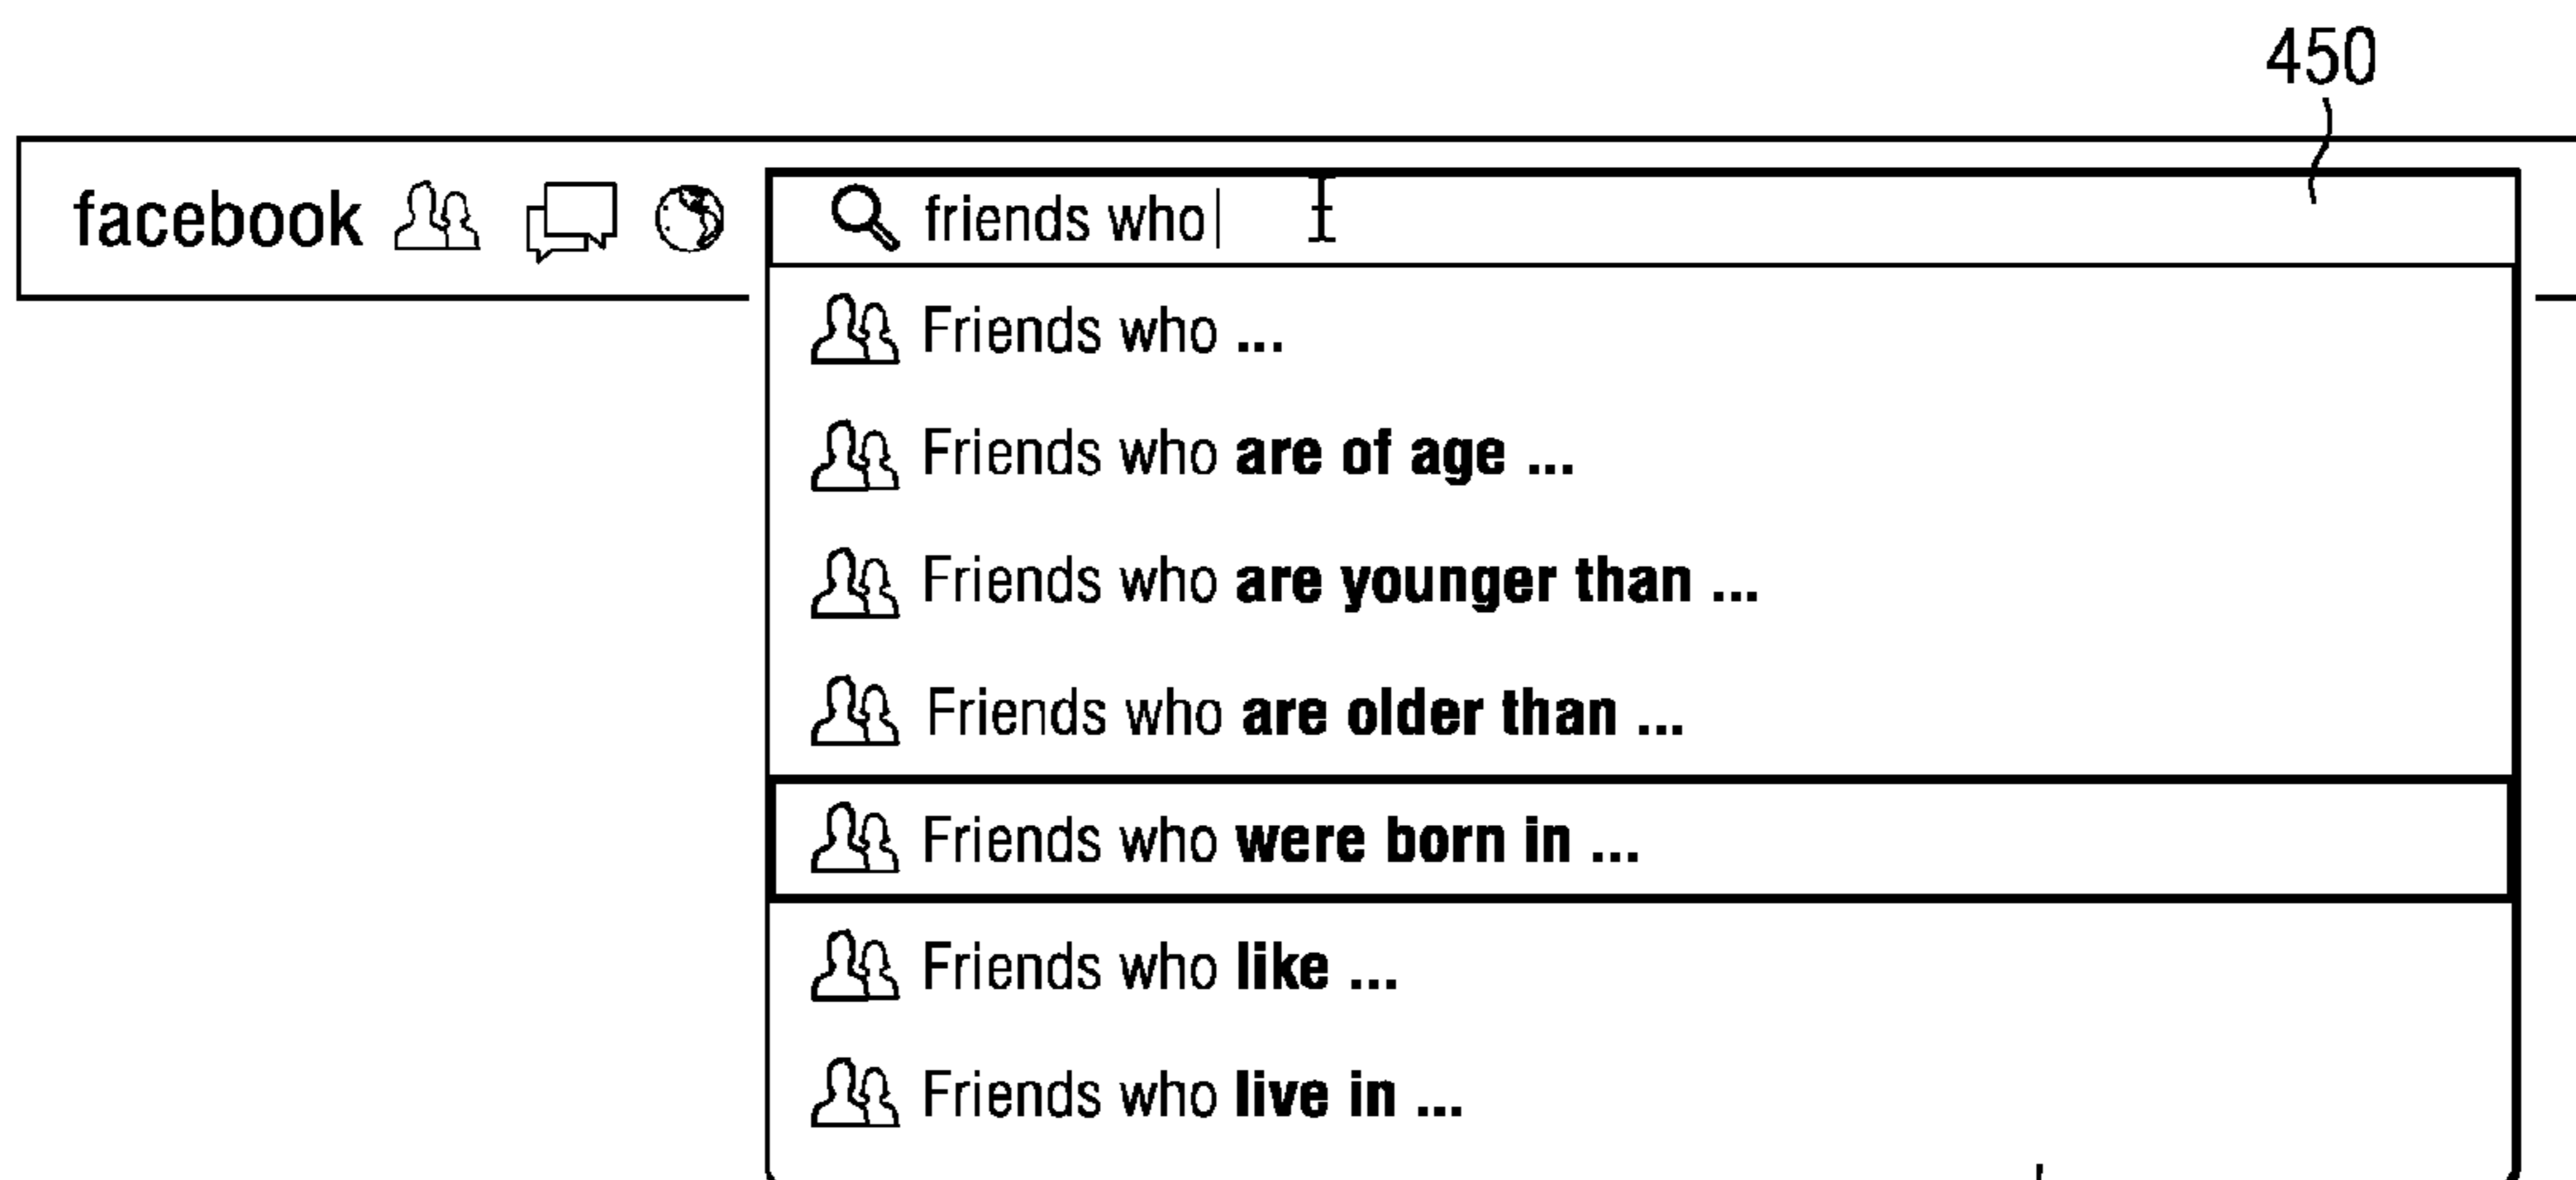 450
facebook friends who
Friends who ...
Friends who are of age ...
Friends who are younger than ...
Friends who are older than ...
Friends who were born in ...
Friends who like ...
Friends who live in ...